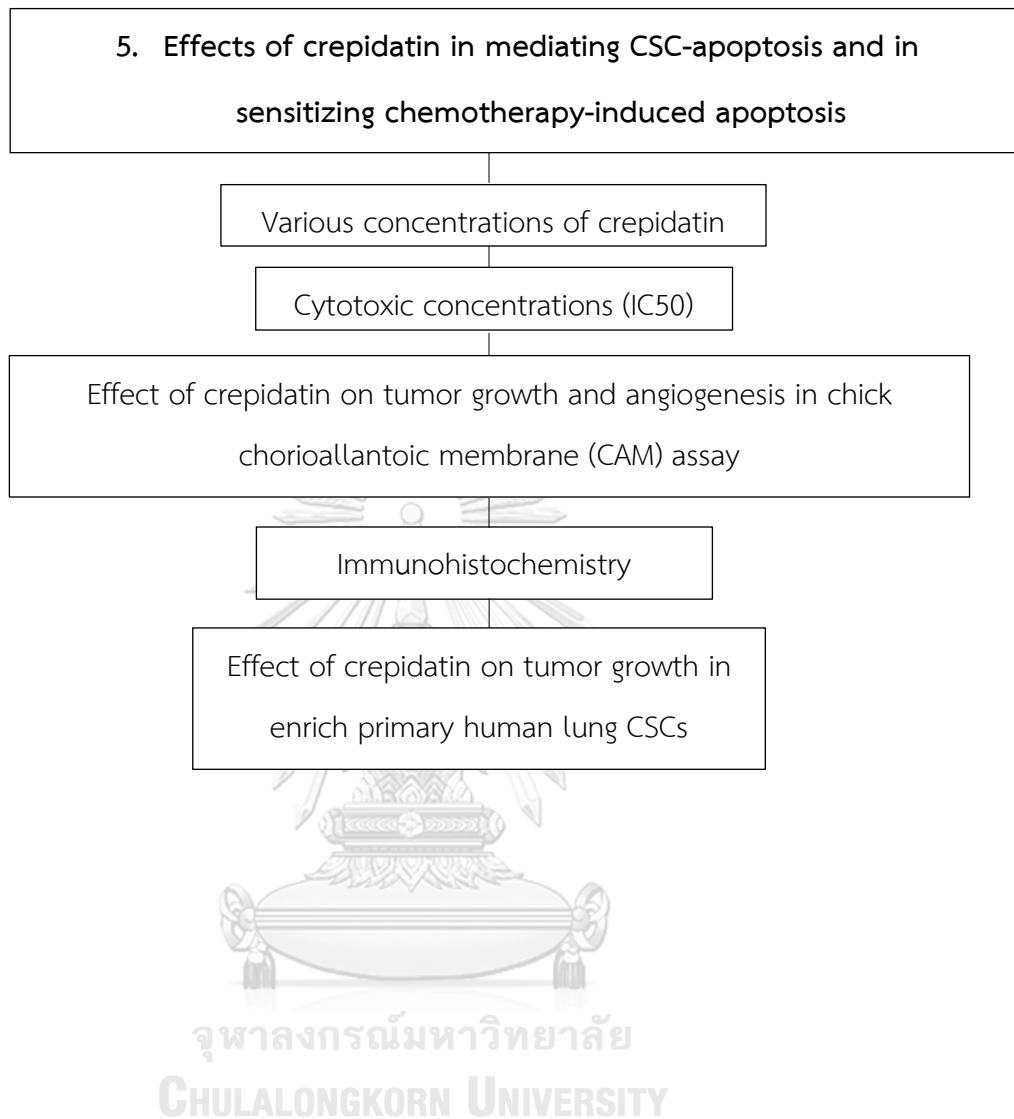 5. Effects of crepidatin in mediating CSC-apoptosis and in
sensitizing chemotherapy-induced apoptosis
Various concentrations of crepidatin
Cytotoxic concentrations (IC50)
Effect of crepidatin on tumor growth and angiogenesis in chick
chorioallantoic membrane (CAM) assay
Immunohistochemistry
Effect of crepidatin on tumor growth in
enrich primary human lung CSCs
จุฬาลงกรณ์มหาวิทยาลัย
CHULALONGKORN UNIVERSITY